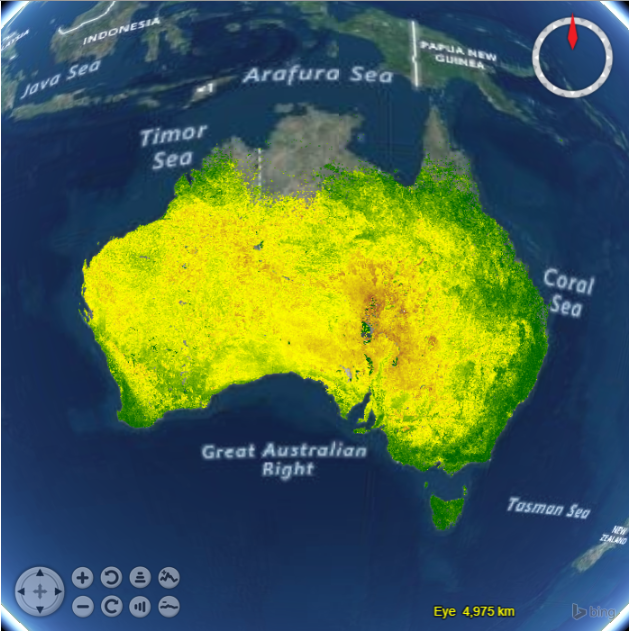 INDONESIA
PAPUA NEW
GUINEA
Java Sea
Arafura Sea
Timor
Sea
Coral
Sea
Great Australian
Bight
Tasman Sea
NEW
ZEALAND
Eye 4,975 km
bing